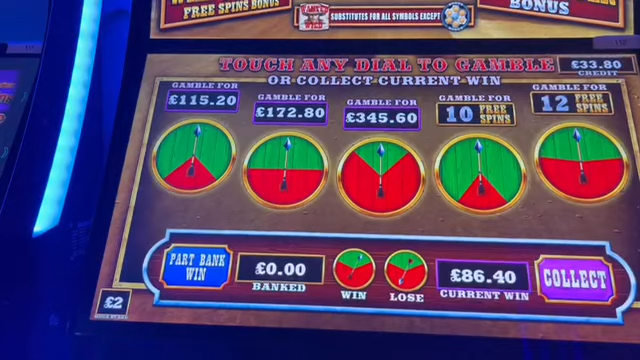 FREE SPINS BONUS
SUBSTITUTES FOR ALL SYMBOLS EXCEPT
BONUS
TOUCH ANY DIAL TO GAMBLE
OR COLLECT CURRENT WIN
£33.80
CREDIT
GAMBLE FOR
£115.20
GAMBLE FOR
£172.80
GAMBLE FOR
£345.60
GAMBLE FOR
10 FREE SPINS
GAMBLE FOR
12 FREE SPINS
PART BANK WIN
£0.00
BANKED
WIN
LOSE
£86.40
CURRENT WIN
COLLECT
£2